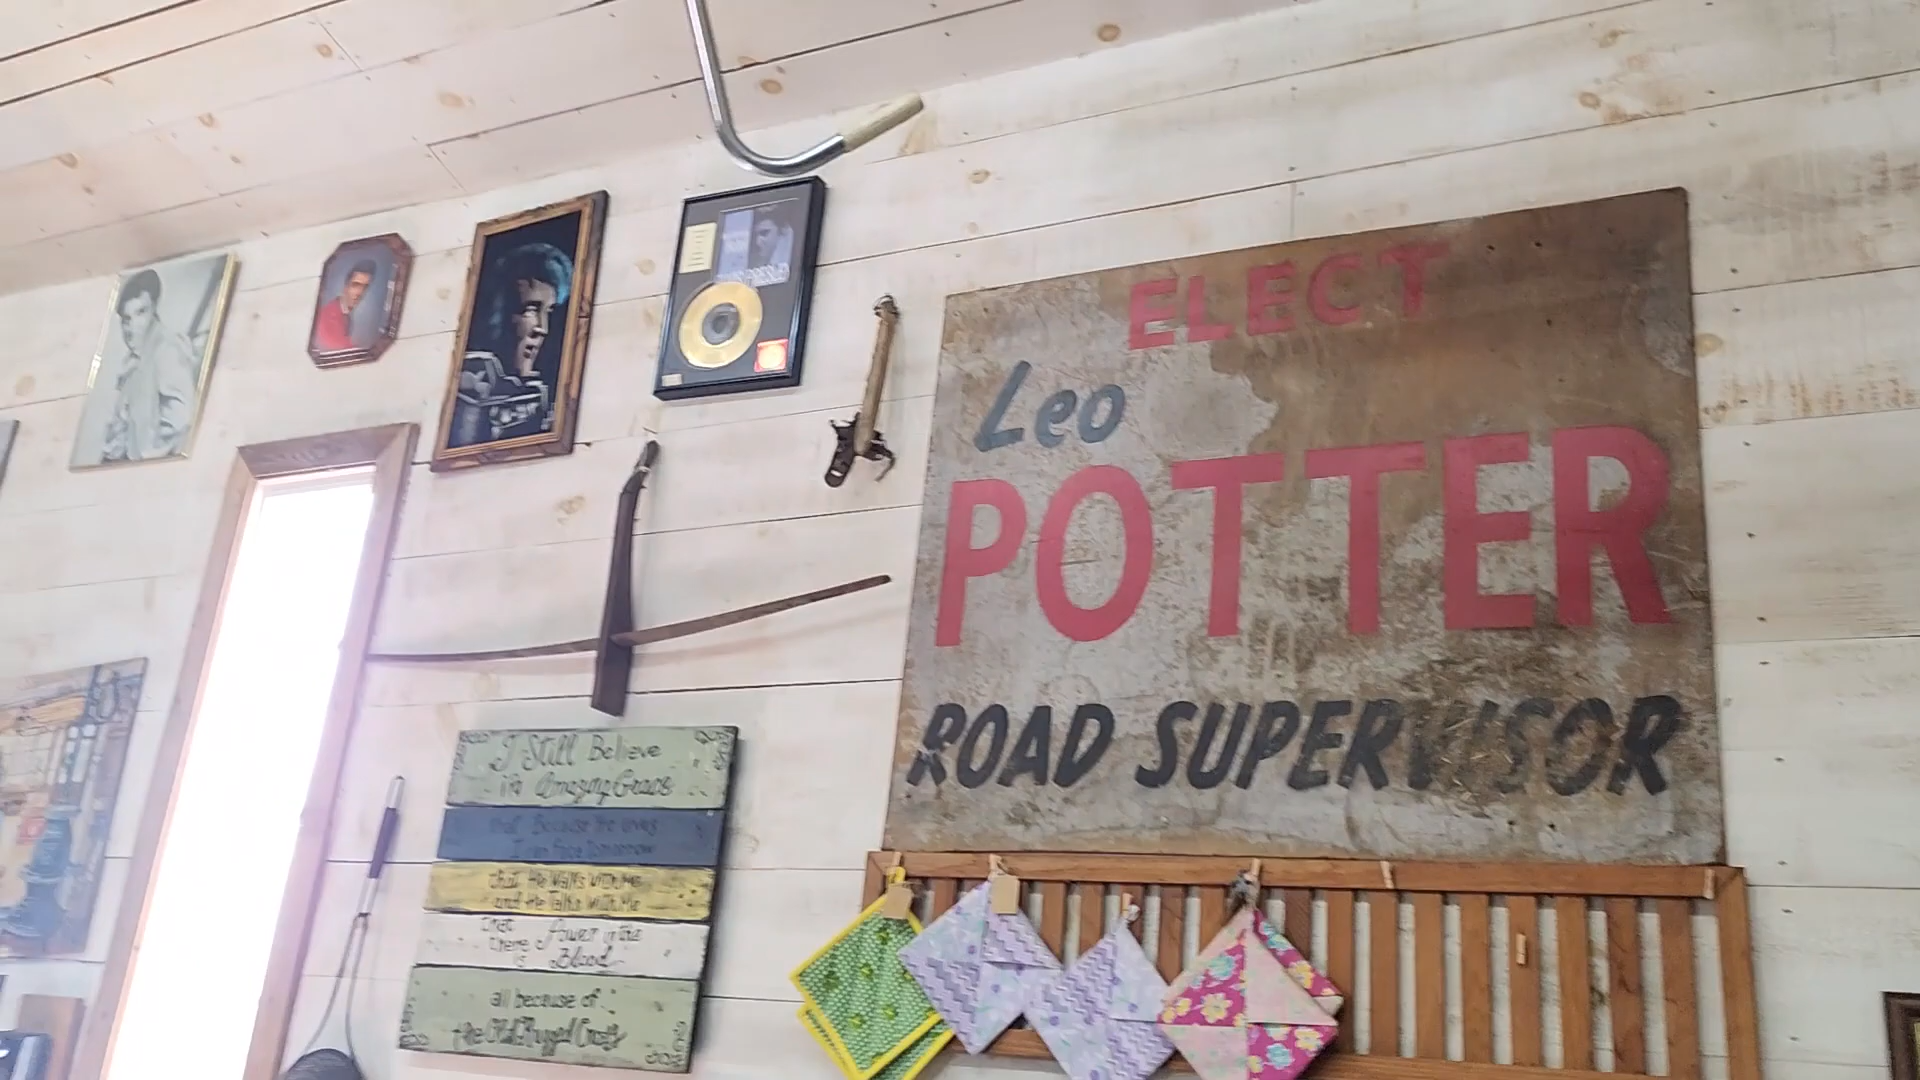 ELVIS PRESLEY
ELECT
Leo
POTTER
ROAD SUPERVISOR
I Still Believe
in Amazing Grace
that Because He lives
I can face Tomorrow
that He Walks With Me
and He Talks With Me
that
there Power in the
is Blood
all because of
the Old Rugged Cross